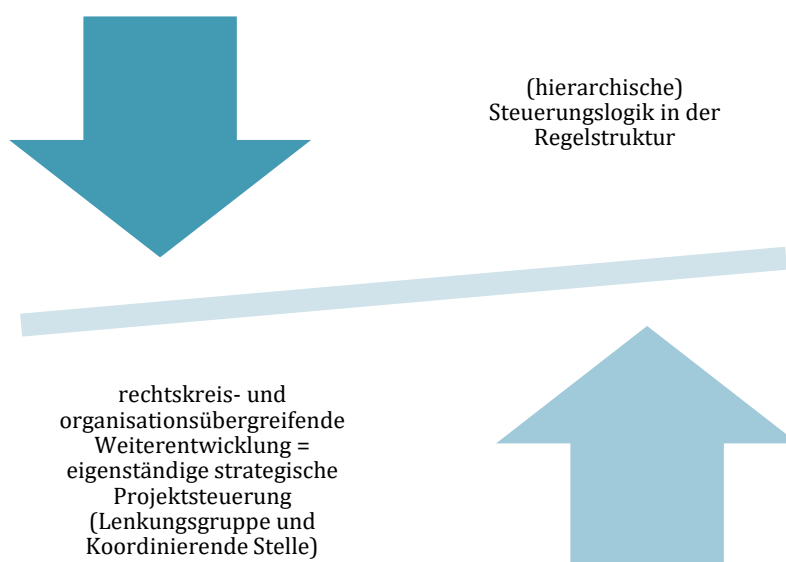 (hierarchische)
Steuerungslogik in der
Regelstruktur
rechtskreis- und
organisationsübergreifende
Weiterentwicklung =
eigenständige strategische
Projektsteuerung
(Lenkungsgruppe und
Koordinierende Stelle)